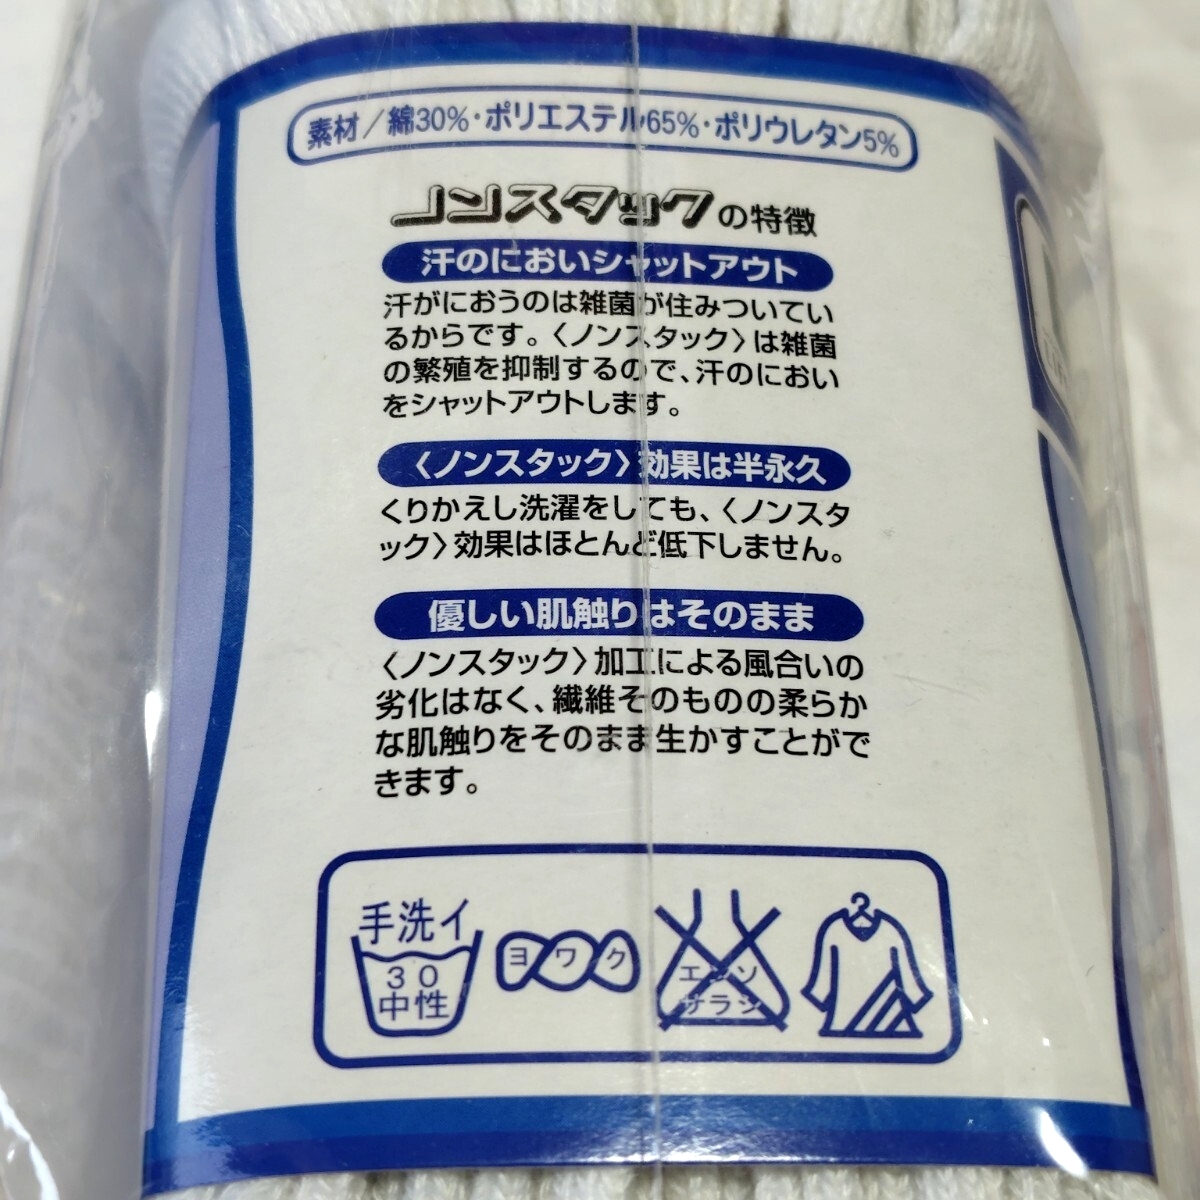 素材/綿30%・ポリエステル65%・ポリウレタン5%
ノンスタックの特徴
汗のにおいシャットアウト
汗がにおうのは雑菌が住みついてい
るからです。〈ノンスタック〉は雑菌
の繁殖を抑制するので、汗のにおい
をシャットアウトします。
〈ノンスタック〉効果は半永久
くりかえし洗濯をしても、〈ノンスタ
ック〉効果はほとんど低下しません。
優しい肌触りはそのまま
〈ノンスタック〉加工による風合いの
劣化はなく、繊維そのものの柔らか
な肌触りをそのまま生かすことがで
きます。
手洗イ
30
中性
ヨワク
エンソ
サラシ